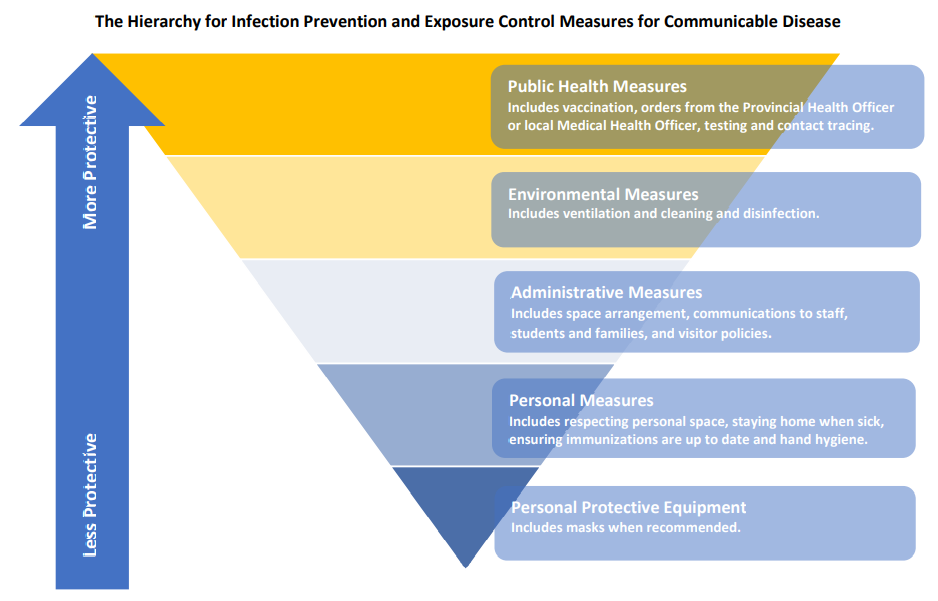 The Hierarchy for Infection Prevention and Exposure Control Measures for Communicable Disease
More Protective
Less Protective
Public Health Measures
Includes vaccination, orders from the Provincial Health Officer
or local Medical Health Officer, testing and contact tracing.
Environmental Measures
Includes ventilation and cleaning and disinfection.
Administrative Measures
Includes space arrangement, communications to staff,
students and families, and visitor policies.
Personal Measures
Includes respecting personal space, staying home when sick,
ensuring immunizations are up to date and hand hygiene.
Personal Protective Equipment
Includes masks when recommended.